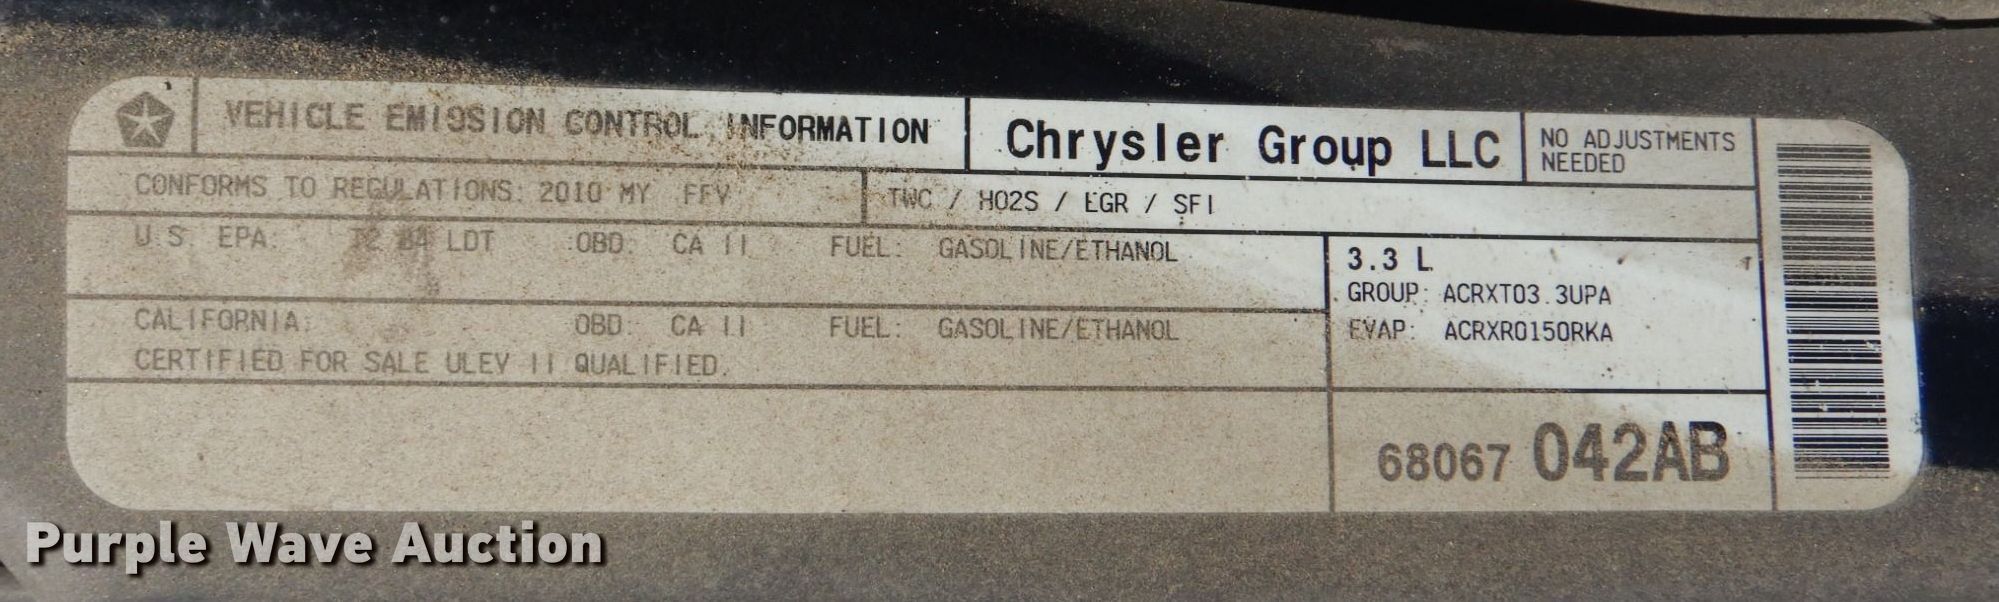 VEHICLE EMISSION CONTROL INFORMATION
Chrysler Group LLC
NO ADJUSTMENTS
NEEDED
CONFORMS TO REGULATIONS: 2010 MY FFV
TWC / HO2S / EGR / SFI
U.S. EPA: LDT OBD: CA II FUEL: GASOLINE/ETHANOL
CALIFORNIA: OBD: CA II FUEL: GASOLINE/ETHANOL
CERTIFIED FOR SALE ULEV II QUALIFIED.
3.3 L
GROUP: ACRXT03.3UPA
EVAP: ACRXR0150RKA
68067 042AB
Purple Wave Auction